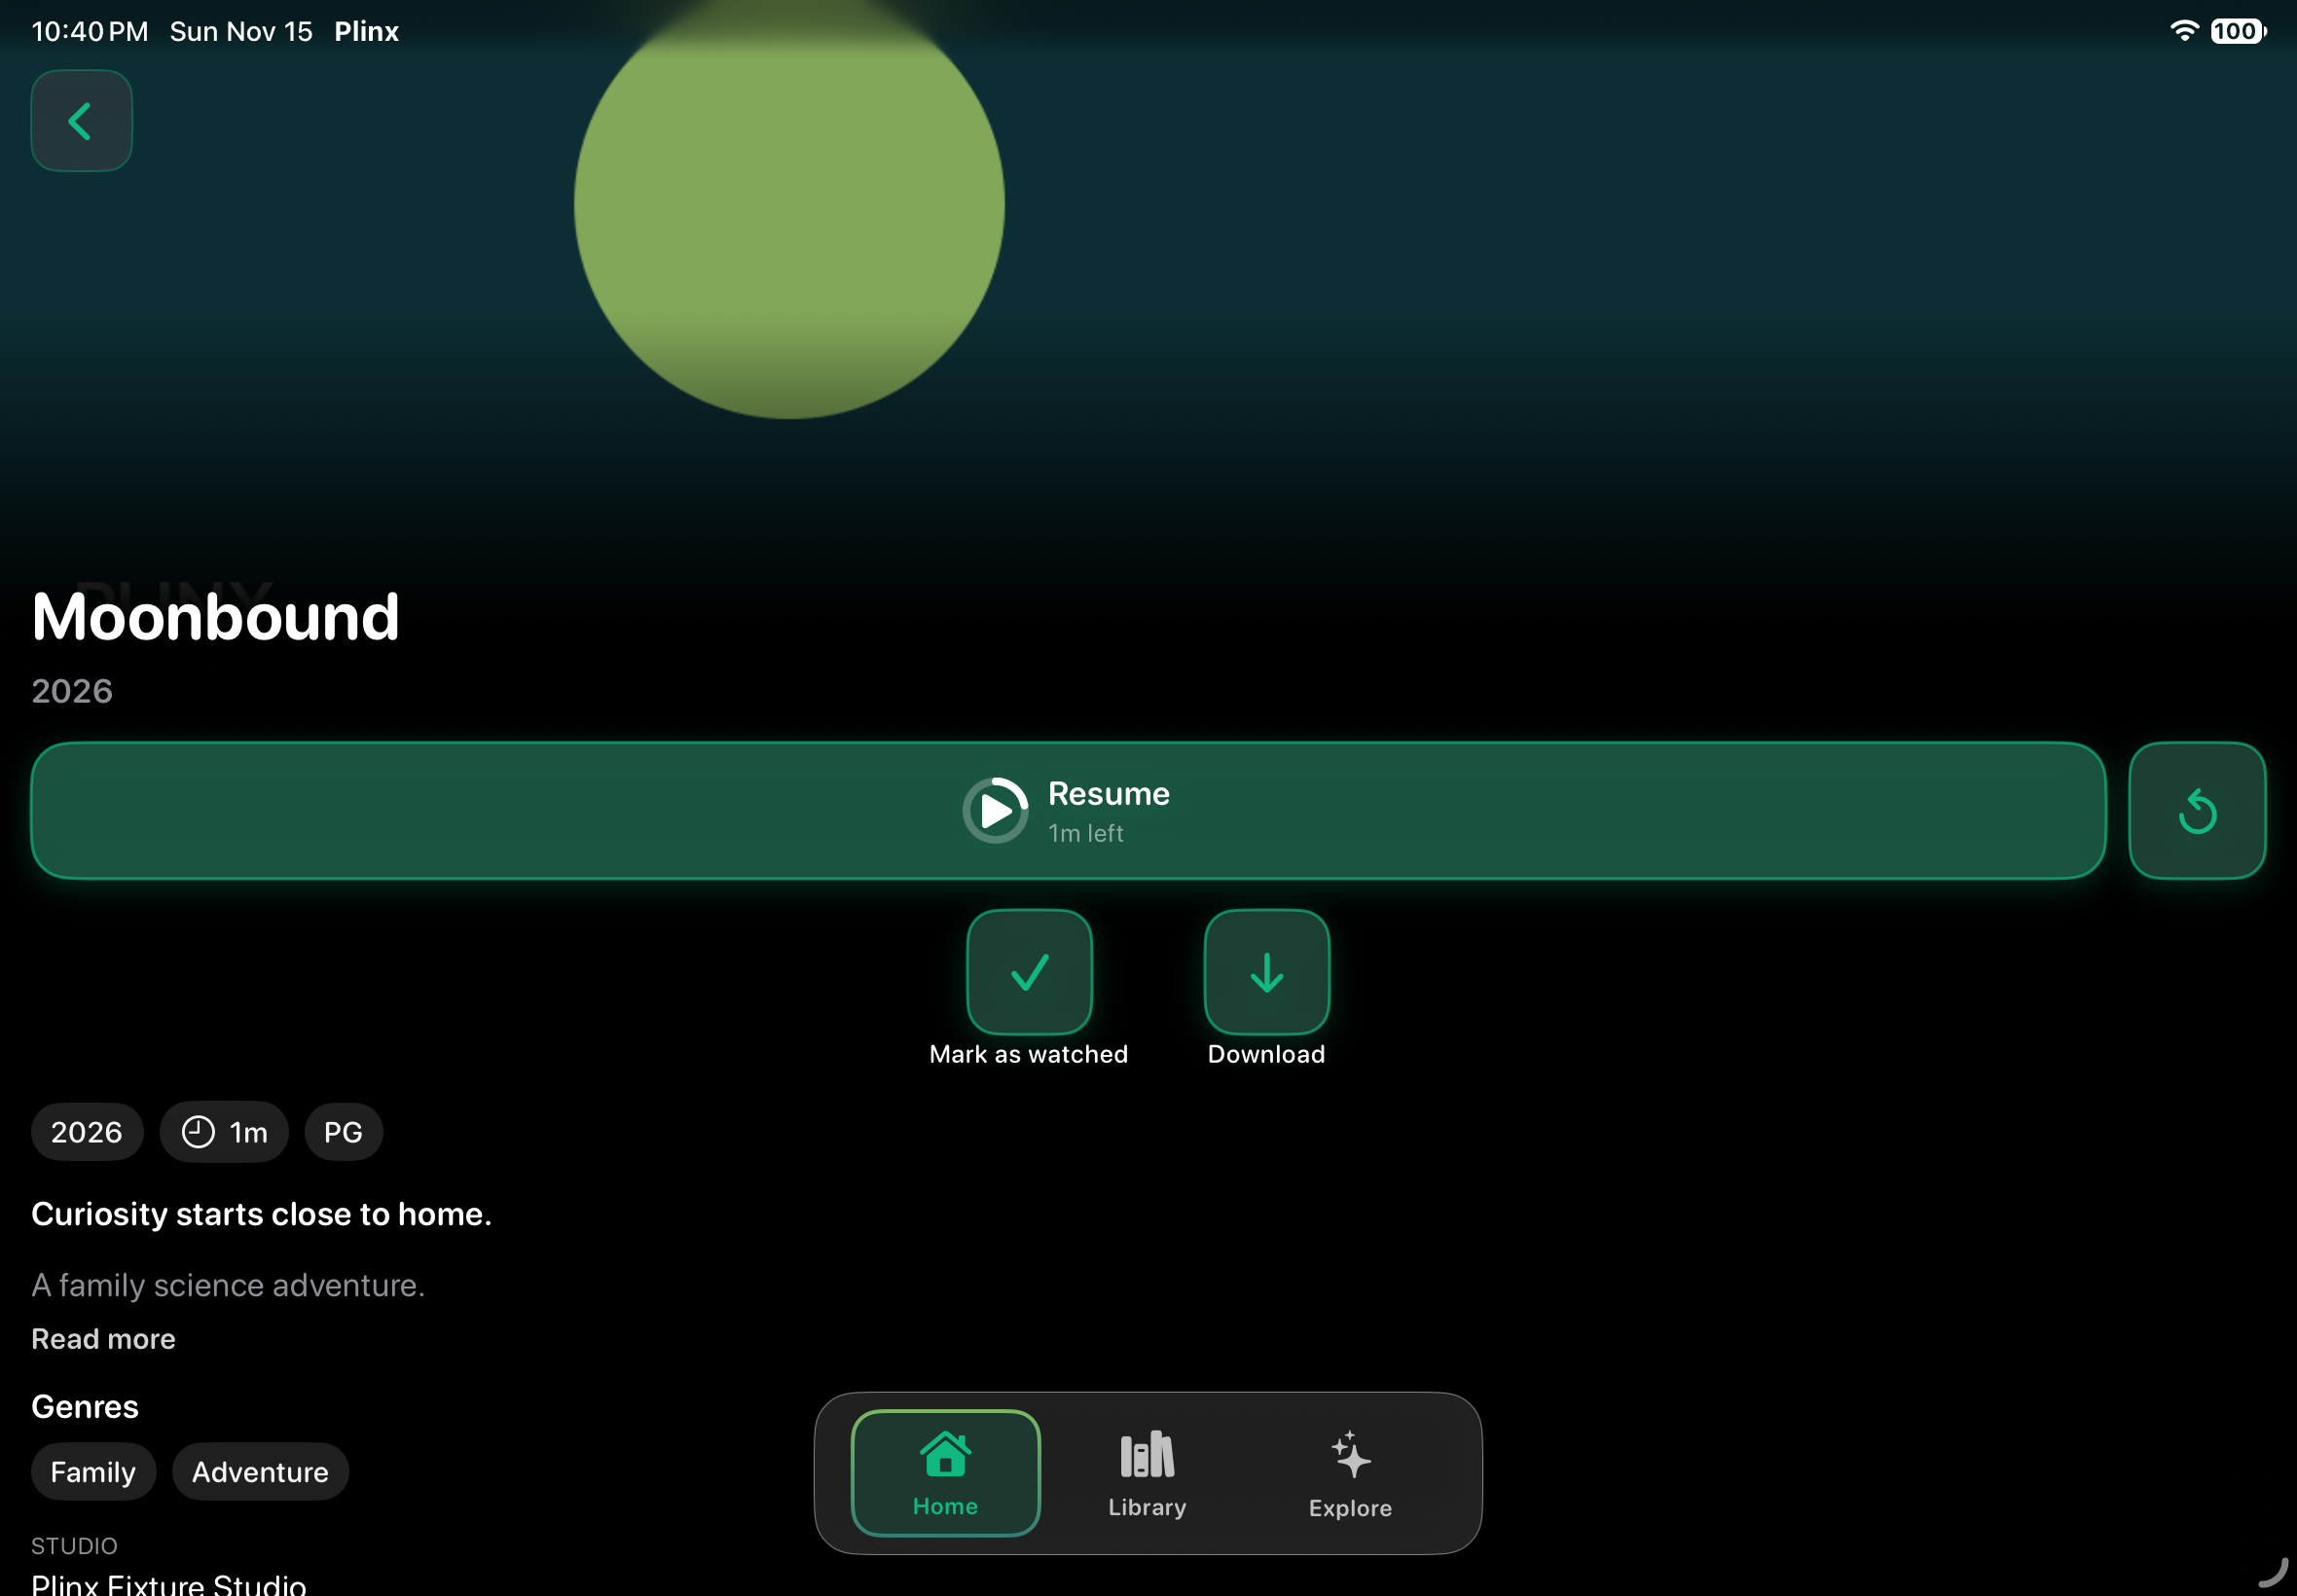 10:40 PM Sun Nov 15 Plinx
100
PLINX
Moonbound
2026
Resume
1m left
Mark as watched
Download
2026
1m
PG
Curiosity starts close to home.
A family science adventure.
Read more
Genres
Family
Adventure
Home
Library
Explore
STUDIO
Plinx Fixture Studio